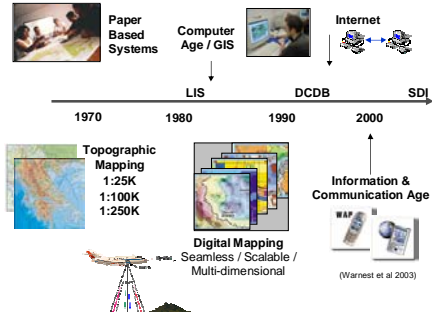 Paper
Based
Systems
Computer
Age / GIS
Internet
LIS
DCDB
SDI
1970
1980
1990
2000
Topographic
Mapping
1:25K
1:100K
1:250K
Digital Mapping
Seamless / Scalable /
Multi-dimensional
Information &
Communication Age
WAP
(Warnest et al 2003)